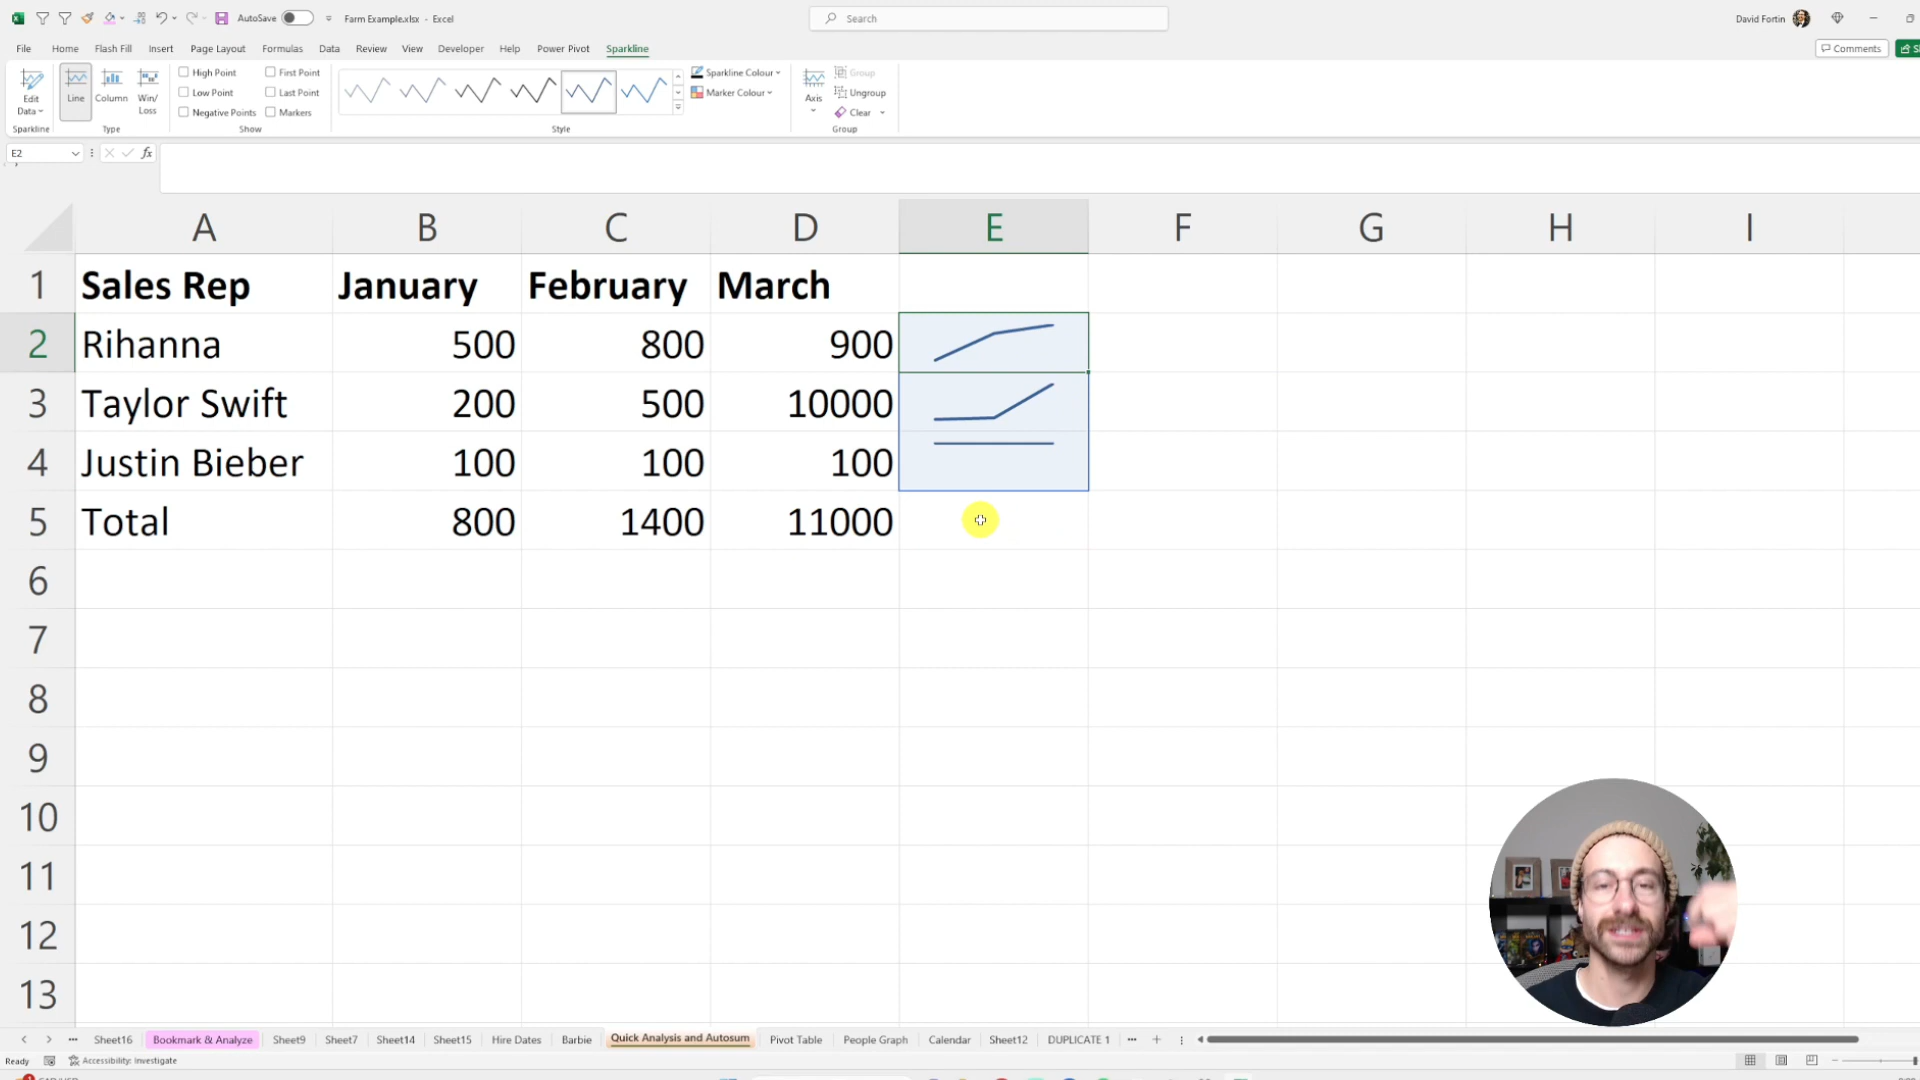 AutoSave
Farm Example.xlsx - Excel
Search
David Fortin
File Home Flash Fill Insert Page Layout Formulas Data Review View Developer Help Power Pivot Sparkline
Comments
Edit Data
Line
Column
Win/ Loss
High Point
Low Point
Negative Points
First Point
Last Point
Markers
Sparkline Colour
Marker Colour
Axis
Group
Ungroup
Clear
Sparkline Type Show Style Group
E2
fx
A B C D E F G H I
1 Sales Rep January February March
2 Rihanna 500 800 900
3 Taylor Swift 200 500 10000
4 Justin Bieber 100 100 100
5 Total 800 1400 11000
6
7
8
9
10
11
12
13
Sheet16 Bookmark & Analyze Sheet9 Sheet7 Sheet14 Sheet15 Hire Dates Barbie Quick Analysis and Autosum Pivot Table People Graph Calendar Sheet12 DUPLICATE 1
Ready Accessibility: Investigate